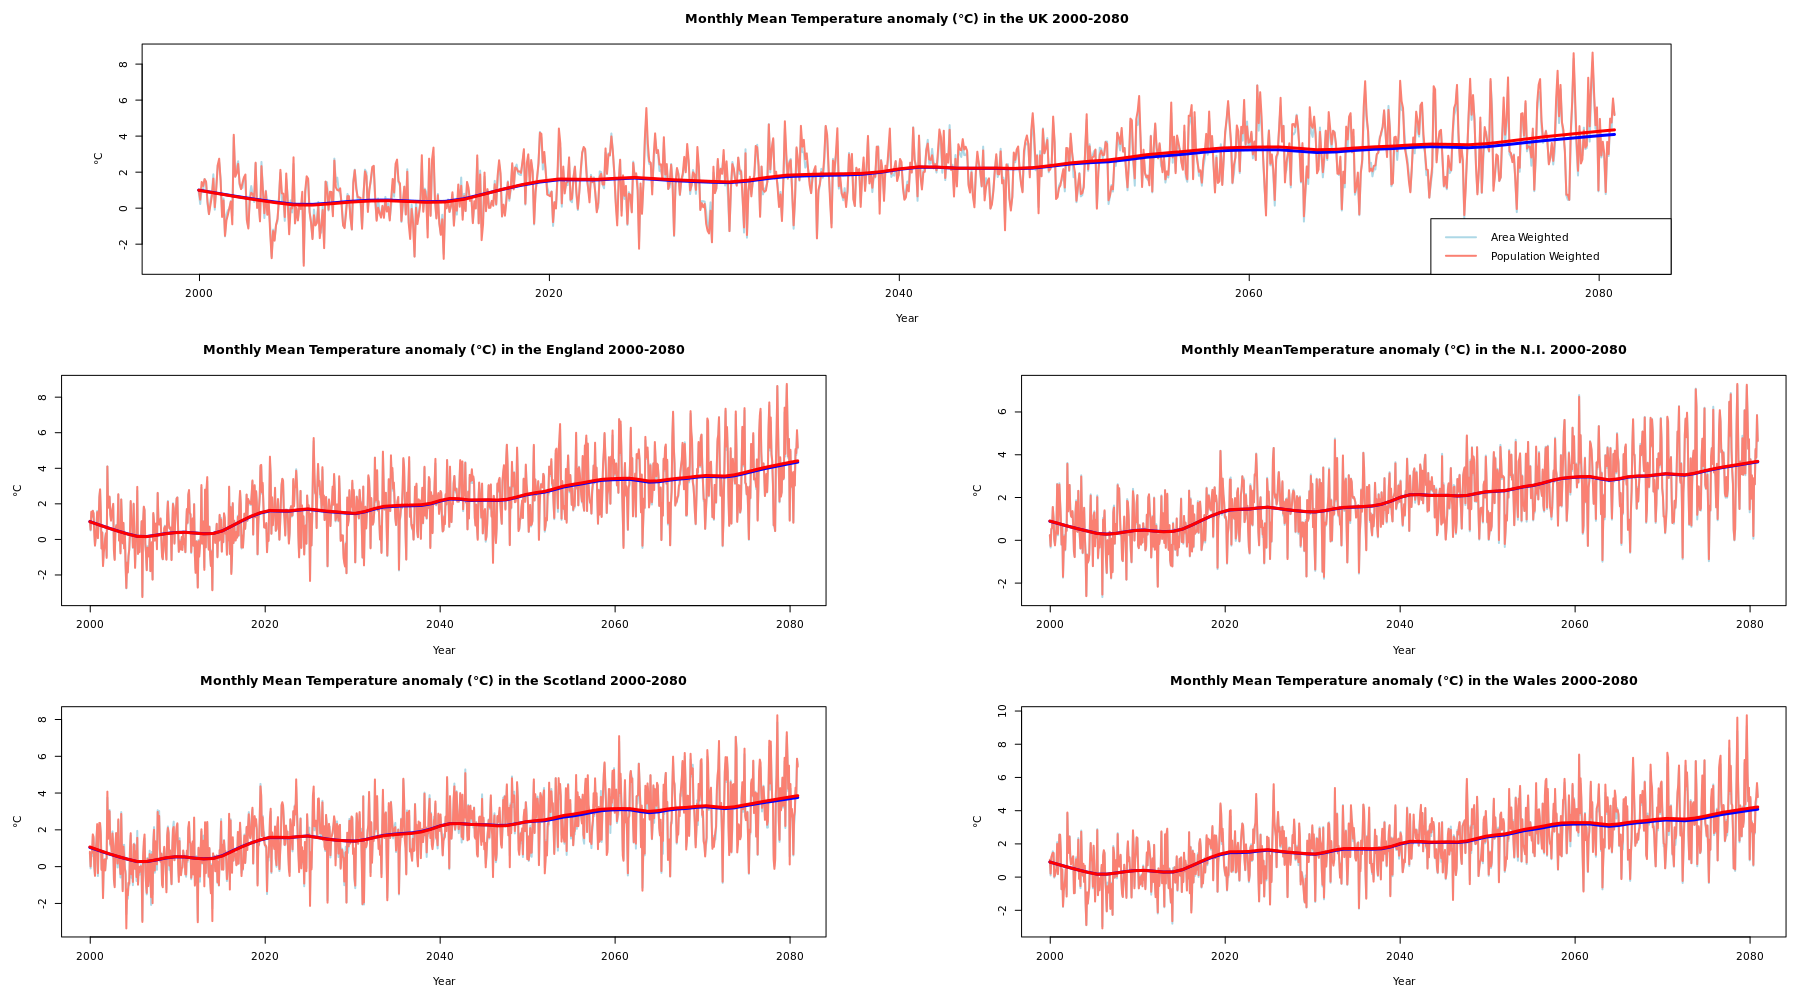 Monthly Mean Temperature anomaly (°C) in the UK 2000-2080
8
6
4
2
0
-2
°C
2000 2020 2040 2060 2080
Year
Area Weighted
Population Weighted
Monthly Mean Temperature anomaly (°C) in the England 2000-2080
8
6
4
2
0
-2
°C
2000 2020 2040 2060 2080
Year
Monthly MeanTemperature anomaly (°C) in the N.I. 2000-2080
6
4
2
0
-2
°C
2000 2020 2040 2060 2080
Year
Monthly Mean Temperature anomaly (°C) in the Scotland 2000-2080
8
6
4
2
0
-2
°C
2000 2020 2040 2060 2080
Year
Monthly Mean Temperature anomaly (°C) in the Wales 2000-2080
10
8
6
4
2
0
-2
°C
2000 2020 2040 2060 2080
Year